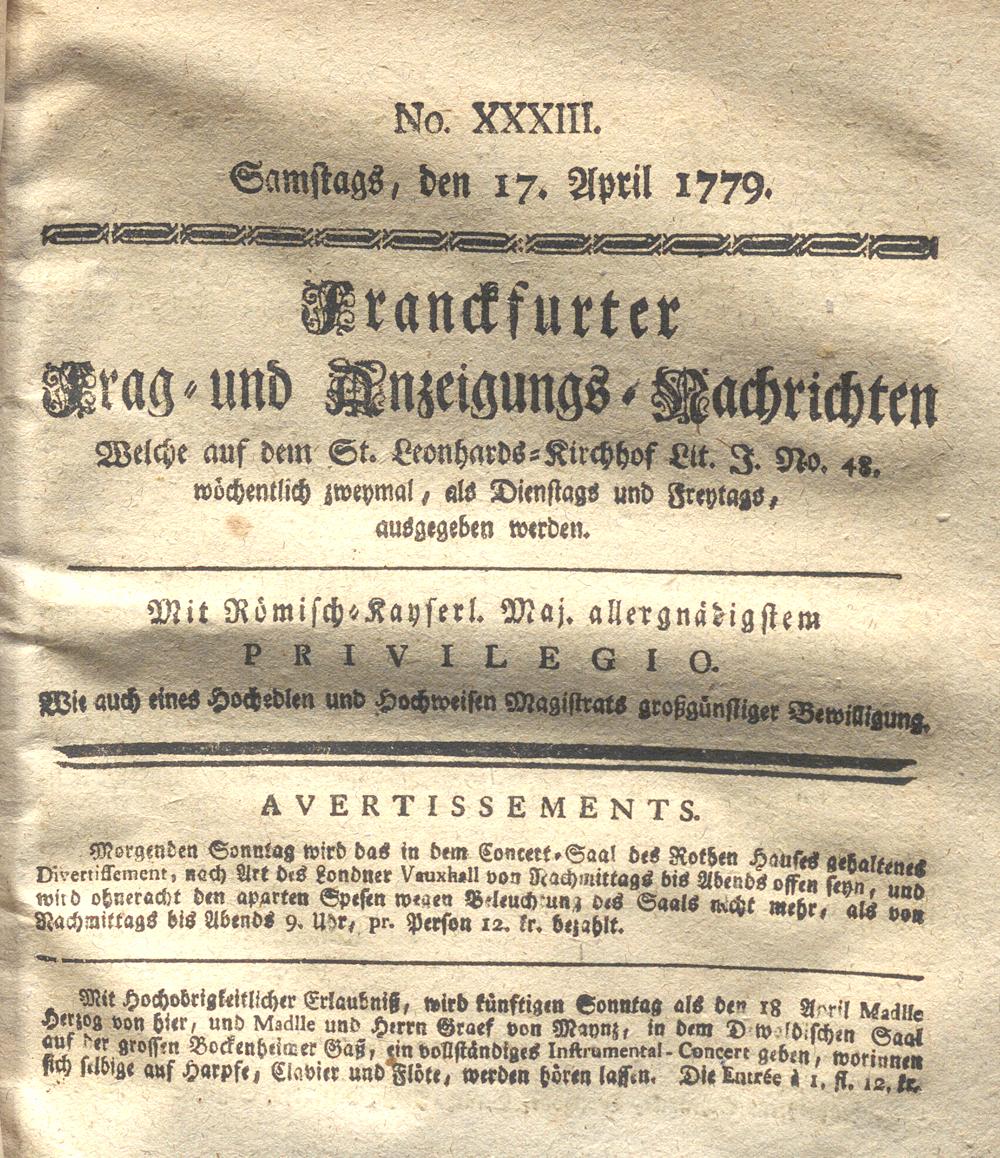 No. XXXIII.
Samſtags, den 17. April 1779.
Franckfurter
Frag- und Anzeigungs-Nachrichten
Welche auf dem St. Leonhards-Kirchhof Lit. J. No. 48.
wöchentlich zweymal, als Dienſtags und Freytags,
ausgegeben werden.
Mit Römiſch-Kayſerl. Maj. allergnädigſtem
PRIVILEGIO.
Wie auch eines Hochedlen und Hochweiſen Magiſtrats großgünſtiger Bewilligung.
AVERTISSEMENTS.
Morgenden Sonntag wird das in dem Concert-Saal des Rothen Hauſes gehaltenes
Divertiſſement, nach Art des Londner Vauxhall von Nachmittags bis Abends offen ſeyn, und
wird ohneracht den aparten Speſen wegen Beleuchtung des Saals nicht mehr, als von
Nachmittags bis Abends 9. Uhr, pr. Perſon 12. kr. bezahlt.
Mit Hochobrigkeitlicher Erlaubniß, wird künftigen Sonntag als den 18 April Madlle
Herzog von hier, und Madlle und Herrn Graef von Maynz, in dem Saal
auf der groſſen Bockenheimer Gaß, ein vollſtändiges Inſtrumental-Concert geben, worinnen
ſich ſelbige auf Harpfe, Clavier und Flöte, werden hören laſſen. Die Entrée à 1. fl. 12. kr.